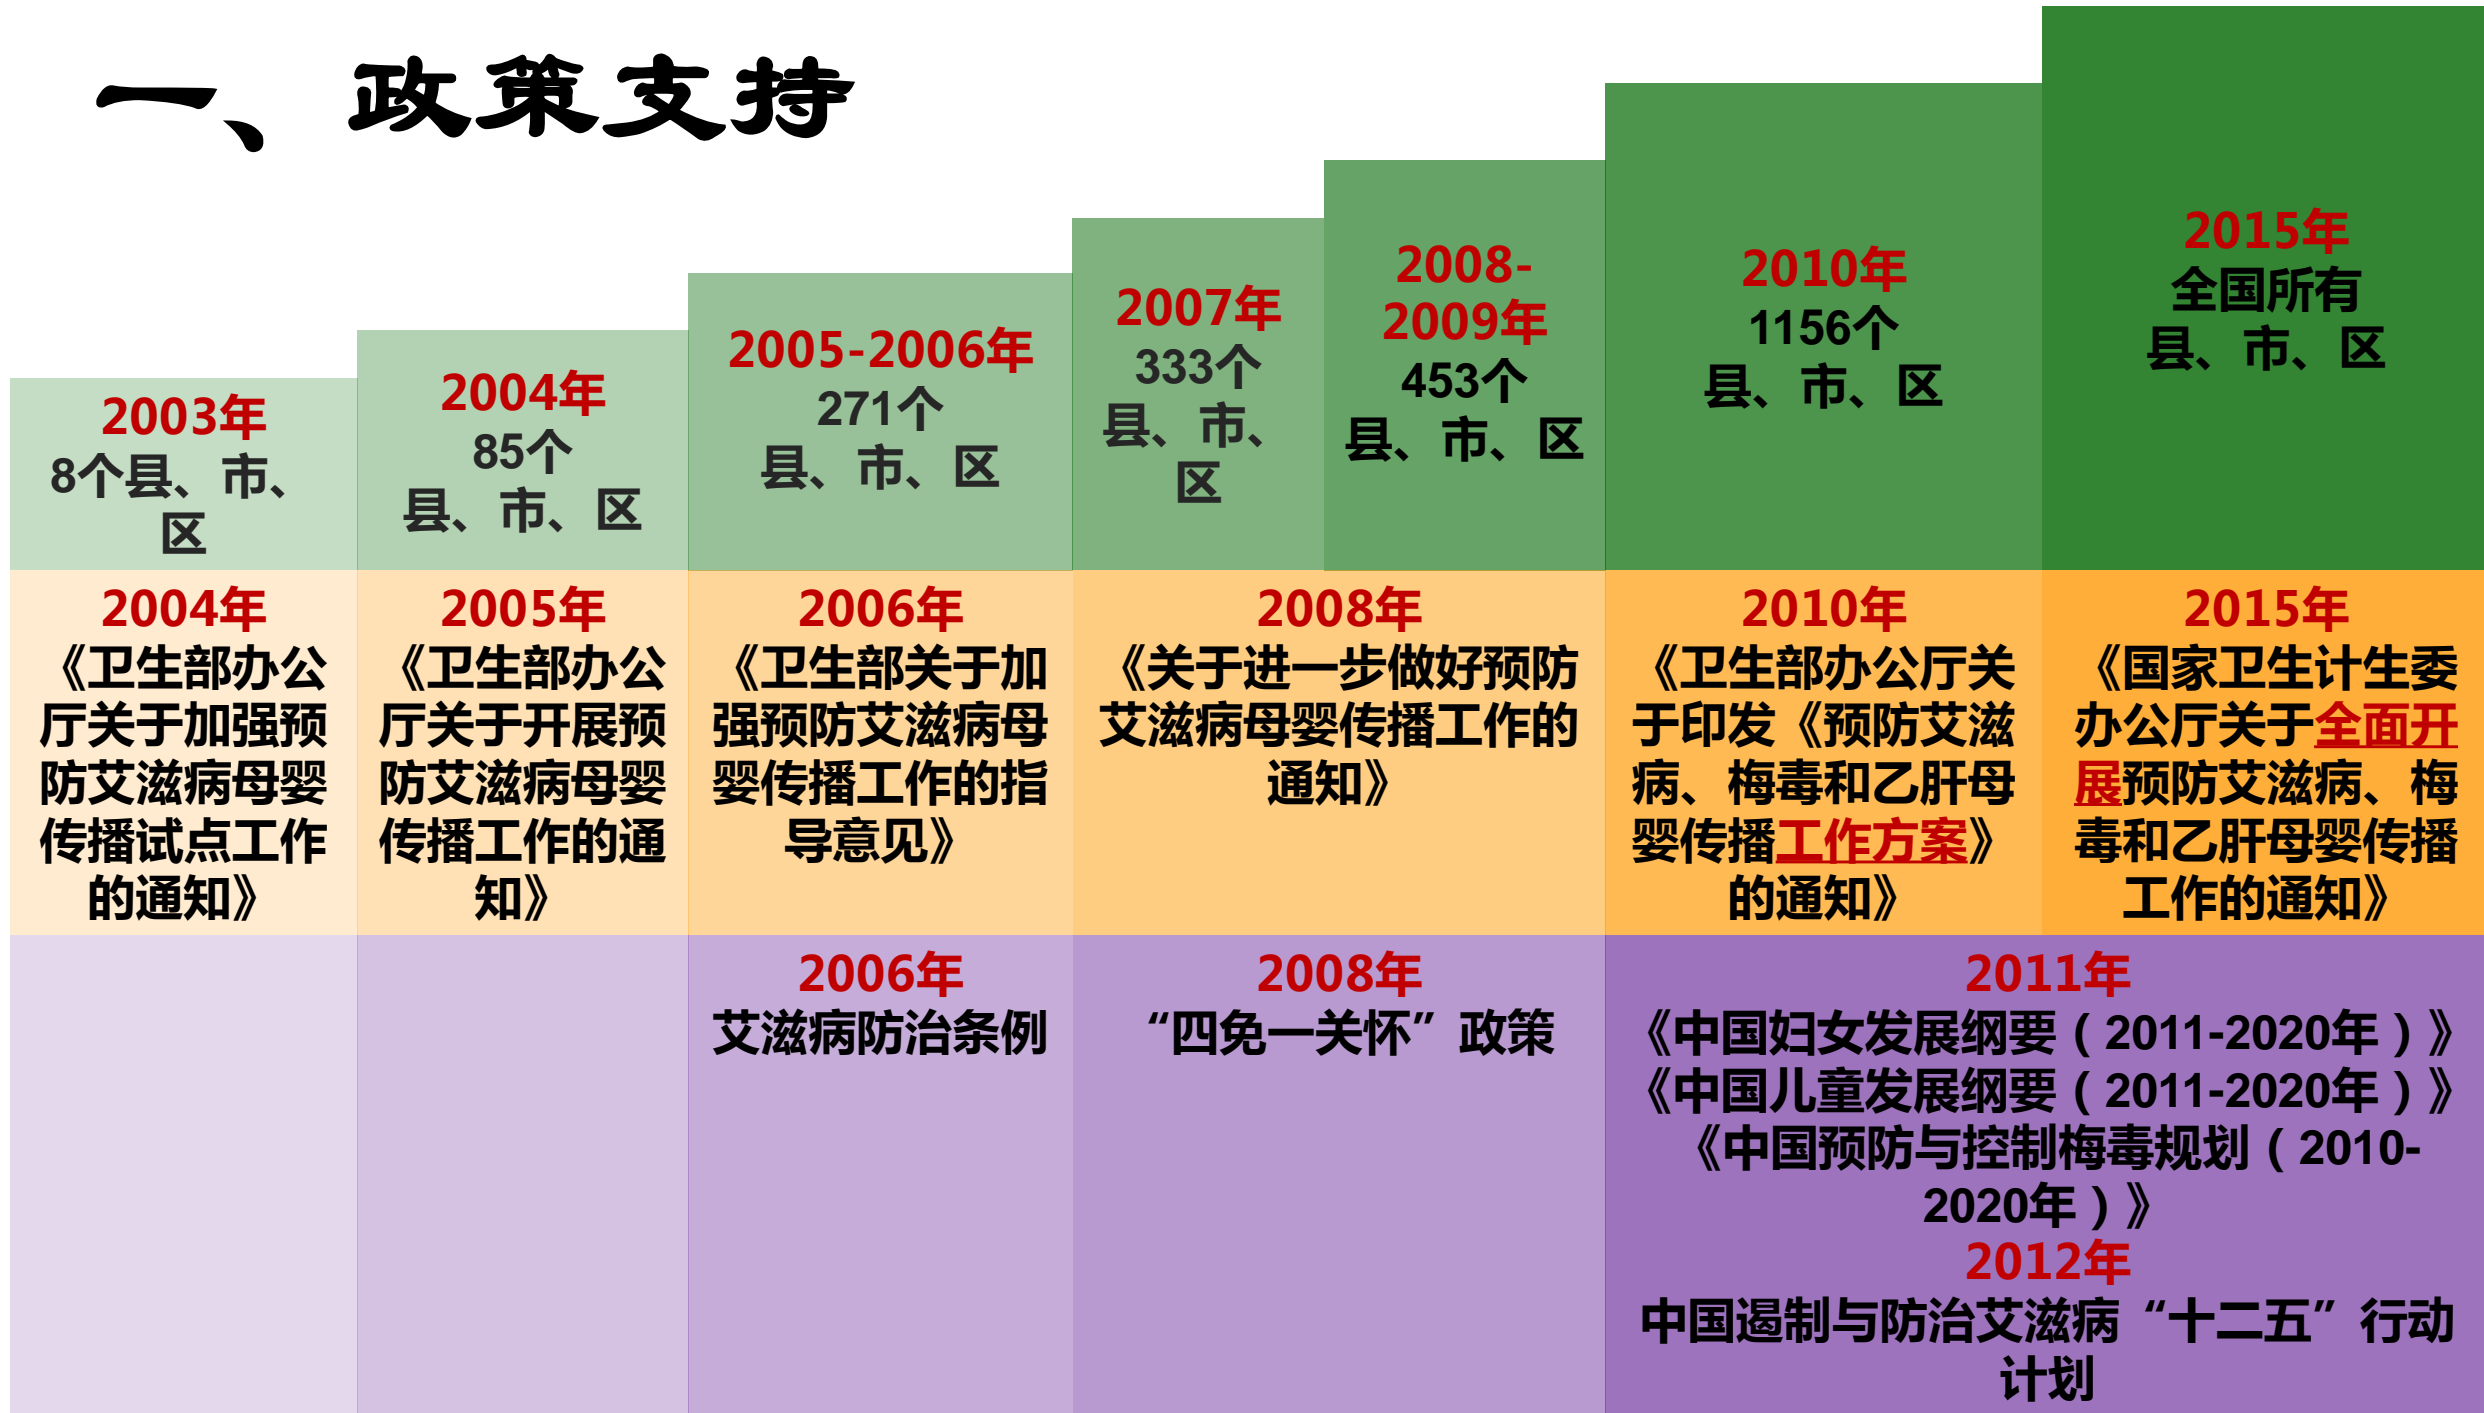 一、政策支持
2003年
8个县、市、
区
2004年
85个
县、市、区
2005-2006年
271个
县、市、区
2007年
333个
县、市、
区
2008-
2009年
453个
县、市、区
2010年
1156个
县、市、区
2015年
全国所有
县、市、区
2004年
《卫生部办公
厅关于加强预
防艾滋病母婴
传播试点工作
的通知》
2005年
《卫生部办公
厅关于开展预
防艾滋病母婴
传播工作的通
知》
2006年
《卫生部关于加
强预防艾滋病母
婴传播工作的指
导意见》
2008年
《关于进一步做好预防
艾滋病母婴传播工作的
通知》
2010年
《卫生部办公厅关
于印发《预防艾滋
病、梅毒和乙肝母
婴传播工作方案》
的通知》
2015年
《国家卫生计生委
办公厅关于全面开
展预防艾滋病、梅
毒和乙肝母婴传播
工作的通知》
2006年
艾滋病防治条例
2008年
“四免一关怀”政策
2011年
《中国妇女发展纲要（2011-2020年）》
《中国儿童发展纲要（2011-2020年）》
《中国预防与控制梅毒规划（2010-
2020年）》
2012年
中国遏制与防治艾滋病“十二五”行动
计划